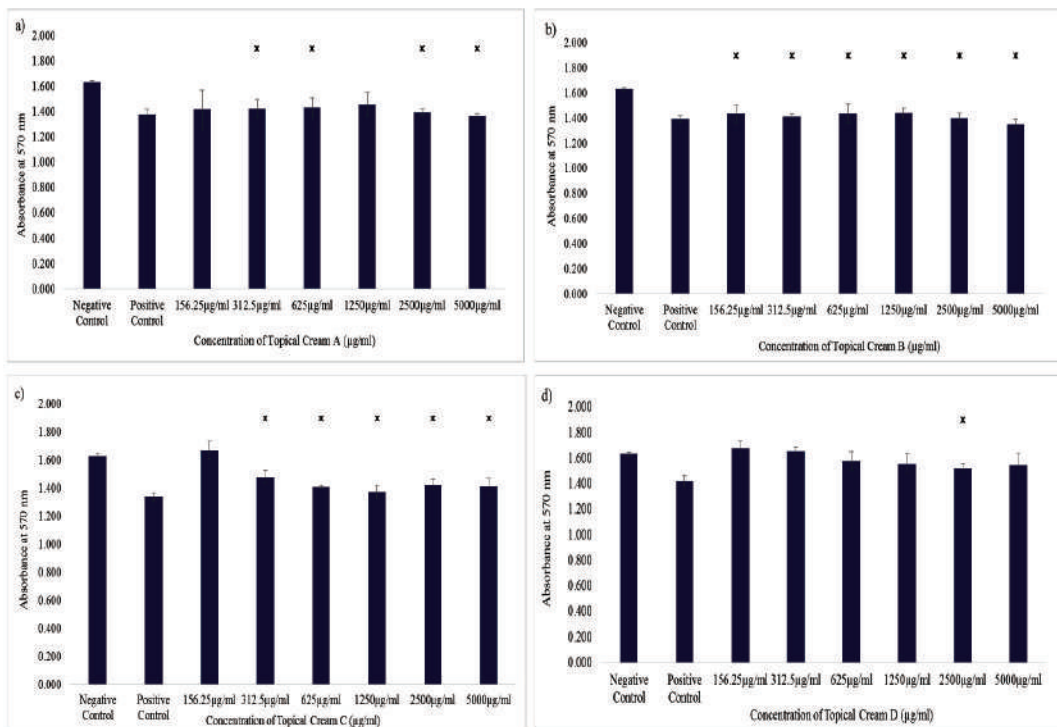 a)
2.000
1.800
1.600
1.400
1.200
1.000
0.800
0.600
0.400
0.200
0.000
Absorbance at 570 nm
* * * *
Negative Control
Positive Control
156.25µg/ml
312.5µg/ml
625µg/ml
1250µg/ml
2500µg/ml
5000µg/ml
Concentration of Topical Cream A (µg/ml)
b)
2.000
1.800
1.600
1.400
1.200
1.000
0.800
0.600
0.400
0.200
0.000
Absorbance at 570 nm
* * * * * *
Negative Control
Positive Control
156.25µg/ml
312.5µg/ml
625µg/ml
1250µg/ml
2500µg/ml
5000µg/ml
Concentration of Topical Cream B (µg/ml)
c)
2.000
1.800
1.600
1.400
1.200
1.000
0.800
0.600
0.400
0.200
0.000
Absorbance at 570 nm
* * * * *
Negative Control
Positive Control
156.25µg/ml
312.5µg/ml
625µg/ml
1250µg/ml
2500µg/ml
5000µg/ml
Concentration of Topical Cream C (µg/ml)
d)
2.000
1.800
1.600
1.400
1.200
1.000
0.800
0.600
0.400
0.200
0.000
Absorbance at 570 nm
*
Negative Control
Positive Control
156.25µg/ml
312.5µg/ml
625µg/ml
1250µg/ml
2500µg/ml
5000µg/ml
Concentration of Topical Cream D (µg/ml)